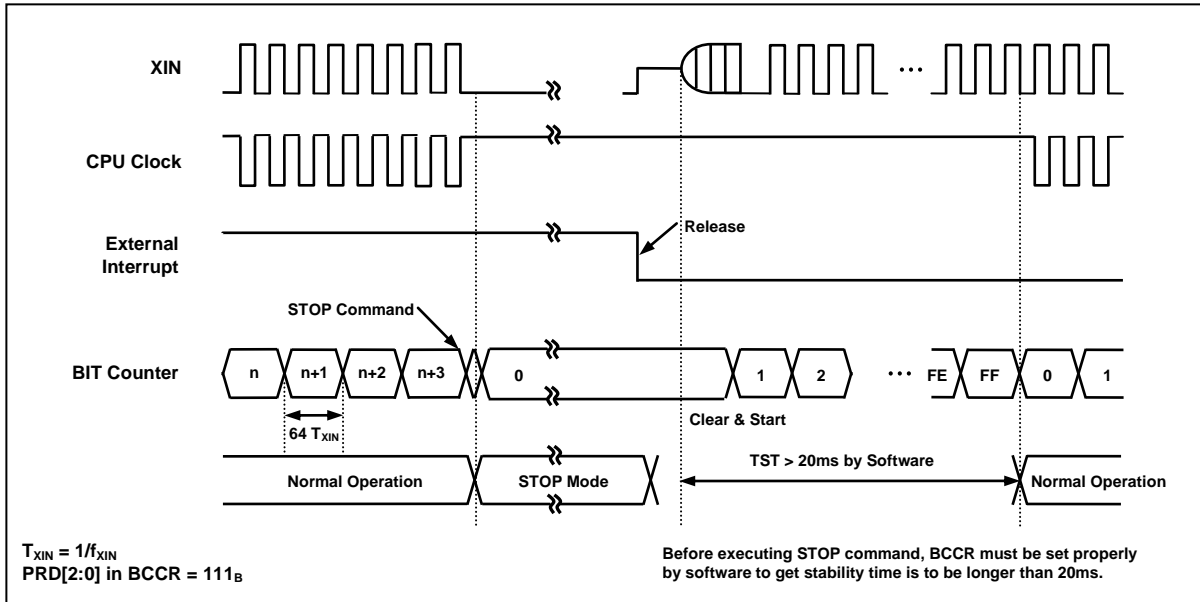 XIN
...
CPU Clock
External
Interrupt
Release
STOP Command
BIT Counter
n n+1 n+2 n+3 0 1 2 ... FE FF 0 1
Clear & Start
64 TXIN
Normal Operation STOP Mode TST > 20ms by Software Normal Operation
TXIN = 1/fXIN
PRD[2:0] in BCCR = 111B
Before executing STOP command, BCCR must be set properly
by software to get stability time is to be longer than 20ms.